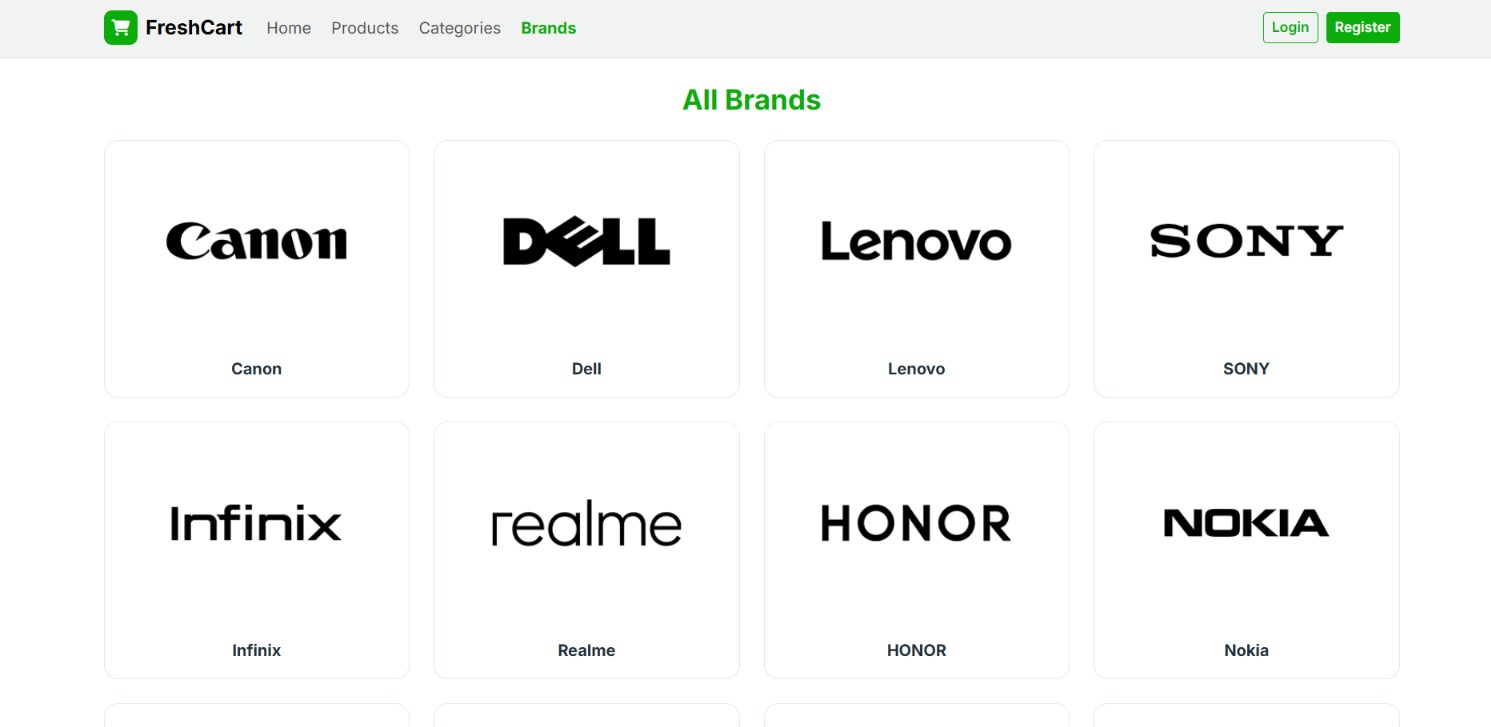 FreshCart Home Products Categories Brands Login Register
All Brands
Canon DELL Lenovo SONY
Canon Dell Lenovo SONY
Infinix realme HONOR NOKIA
Infinix Realme HONOR Nokia